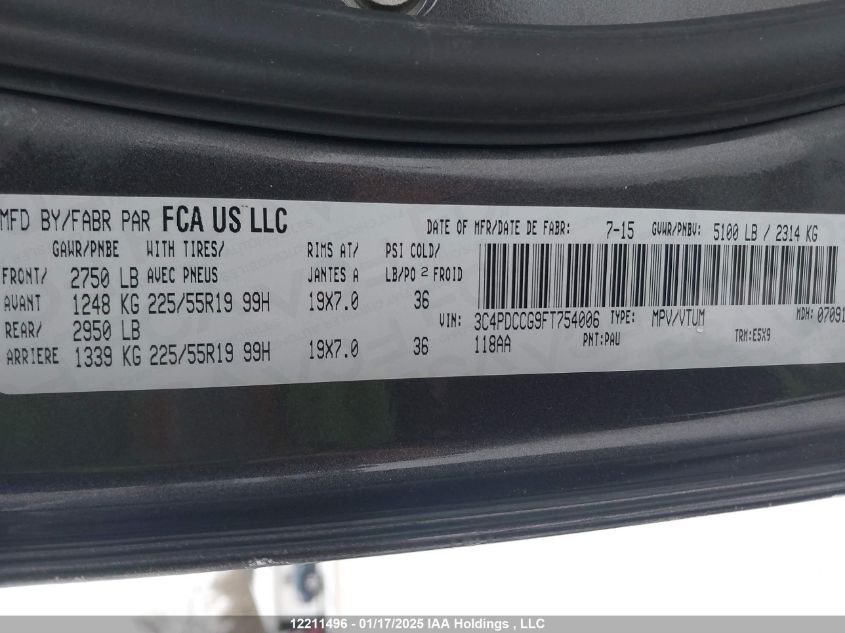 MFD BY/FABR PAR FCA US LLC
DATE OF MFR/DATE DE FABR: 7-15 GVWR/PNBV: 5100 LB / 2314 KG
GAWR/PNBE WITH TIRES/ RIMS AT/ PSI COLD/
FRONT/ 2750 LB AVEC PNEUS JANTES A LB/PO 2 FROID
AVANT 1248 KG 225/55R19 99H 19X7.0 36
REAR/ 2950 LB
ARRIERE 1339 KG 225/55R19 99H 19X7.0 36
VIN: 3C4PDCCG9FT754006 TYPE: MPV/VTUM MDH: 07091
118AA PNT:PAU TRM:E5X9
12211496 - 01/17/2025 IAA Holdings , LLC